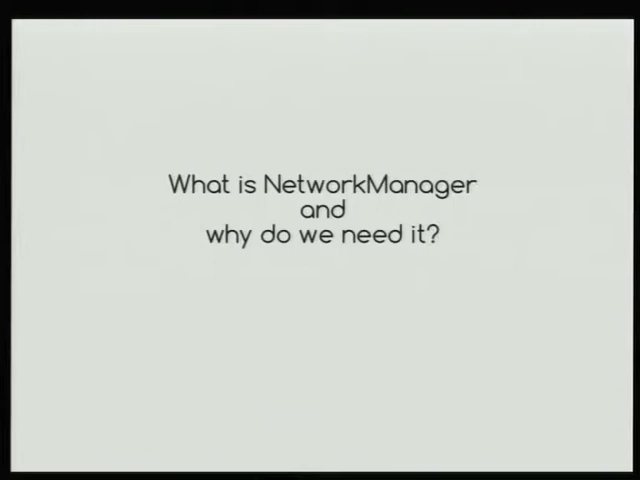 What is NetworkManager
and
why do we need it?